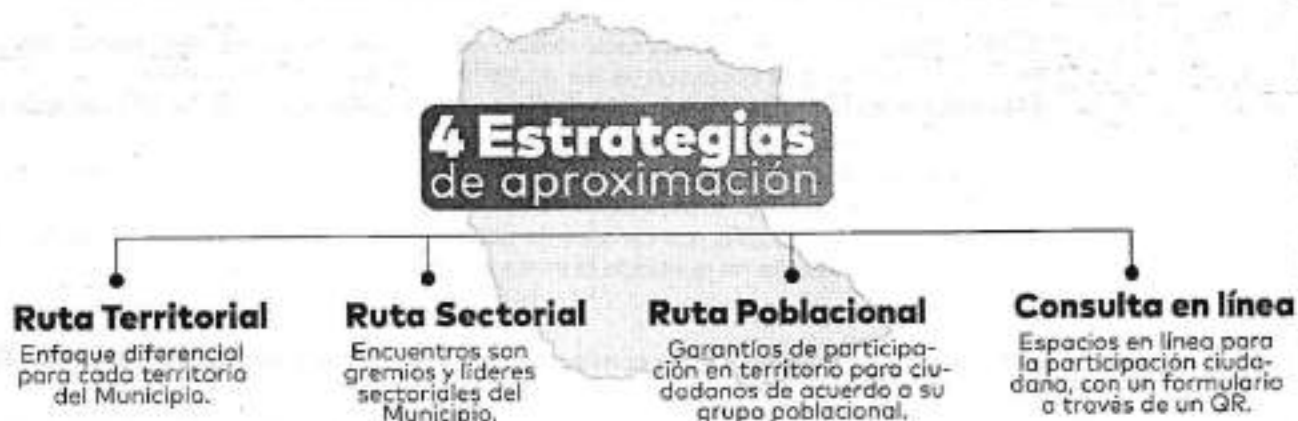 4 Estrategias
de aproximación
Ruta Territorial
Enfoque diferencial
para cada territorio
del Municipio.
Ruta Sectorial
Encuentros son
gremios y líderes
sectoriales del
Municipio.
Ruta Poblacional
Garantías de participa-
ción en territorio para ciu-
dadanos de acuerdo a su
grupo poblacional.
Consulta en línea
Espacios en línea para
la participación ciuda-
dana, con un formulario
a través de un QR.